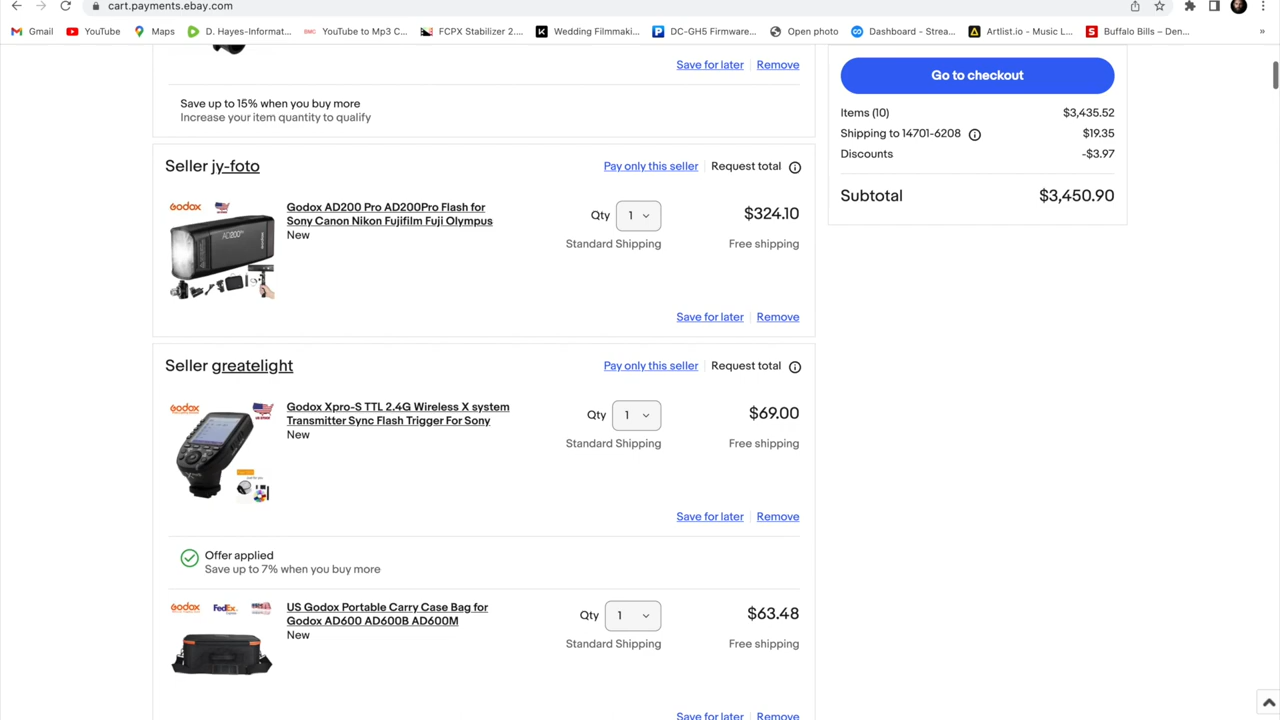 cart.payments.ebay.com
Gmail
YouTube
Maps
D. Hayes-Informat...
YouTube to Mp3 C...
FCPX Stabilizer 2....
Wedding Filmmaki...
DC-GH5 Firmware...
Open photo
Dashboard - Strea...
Artlist.io - Music L...
Buffalo Bills – Den...
Save for later
Remove
Save up to 15% when you buy more
Increase your item quantity to qualify
Go to checkout
Items (10) $3,435.52
Shipping to 14701-6208 $19.35
Discounts -$3.97
Subtotal $3,450.90
Seller jy-foto
Pay only this seller
Request total
Godox
AD200
Godox AD200 Pro AD200Pro Flash for
Sony Canon Nikon Fujifilm Fuji Olympus
New
Qty 1
$324.10
Standard Shipping
Free shipping
Save for later
Remove
Seller greatelight
Pay only this seller
Request total
Godox
Godox Xpro-S TTL 2.4G Wireless X system
Transmitter Sync Flash Trigger For Sony
New
Qty 1
$69.00
Standard Shipping
Free shipping
Save for later
Remove
Offer applied
Save up to 7% when you buy more
Godox
FedEx
US Godox Portable Carry Case Bag for
Godox AD600 AD600B AD600M
New
Qty 1
$63.48
Standard Shipping
Free shipping
Save for later
Remove